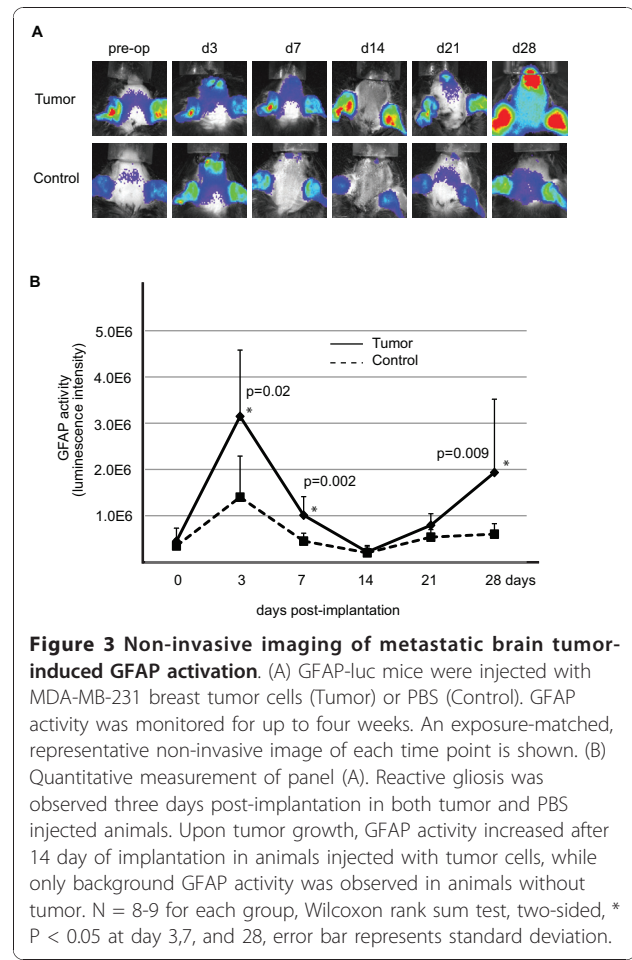 A
pre-op d3 d7 d14 d21 d28
Tumor
Control
B
5.0E6
4.0E6
3.0E6
2.0E6
1.0E6
GFAP activity
(luminescence intensity)
Tumor
Control
p=0.02
*
p=0.002
*
p=0.009
*
0 3 7 14 21 28 days
days post-implantation
Figure 3 Non-invasive imaging of metastatic brain tumor-
induced GFAP activation. (A) GFAP-luc mice were injected with
MDA-MB-231 breast tumor cells (Tumor) or PBS (Control). GFAP
activity was monitored for up to four weeks. An exposure-matched,
representative non-invasive image of each time point is shown. (B)
Quantitative measurement of panel (A). Reactive gliosis was
observed three days post-implantation in both tumor and PBS
injected animals. Upon tumor growth, GFAP activity increased after
14 day of implantation in animals injected with tumor cells, while
only background GFAP activity was observed in animals without
tumor. N = 8-9 for each group, Wilcoxon rank sum test, two-sided, *
P < 0.05 at day 3,7, and 28, error bar represents standard deviation.